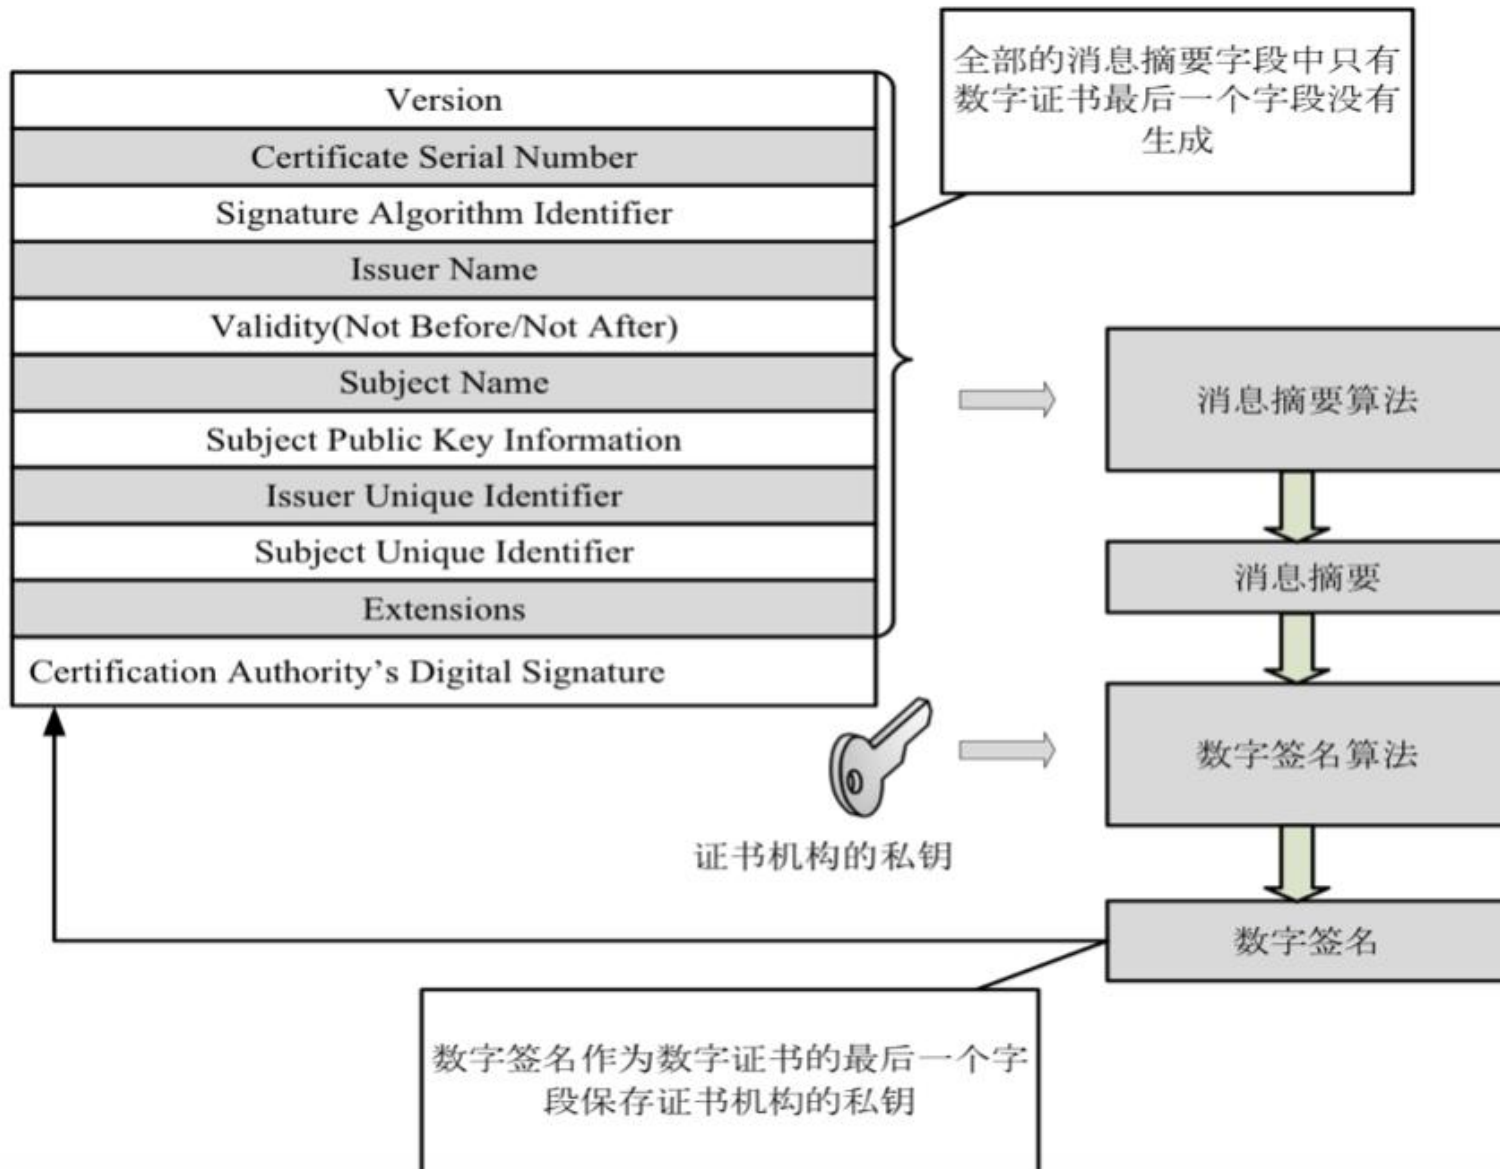 全部的消息摘要字段中只有
数字证书最后一个字段没有
生成
Version
Certificate Serial Number
Signature Algorithm Identifier
Issuer Name
Validity(Not Before/Not After)
Subject Name
Subject Public Key Information
Issuer Unique Identifier
Subject Unique Identifier
Extensions
Certification Authority’s Digital Signature
消息摘要算法
消息摘要
数字签名算法
证书机构的私钥
数字签名
数字签名作为数字证书的最后一个字
段保存证书机构的私钥